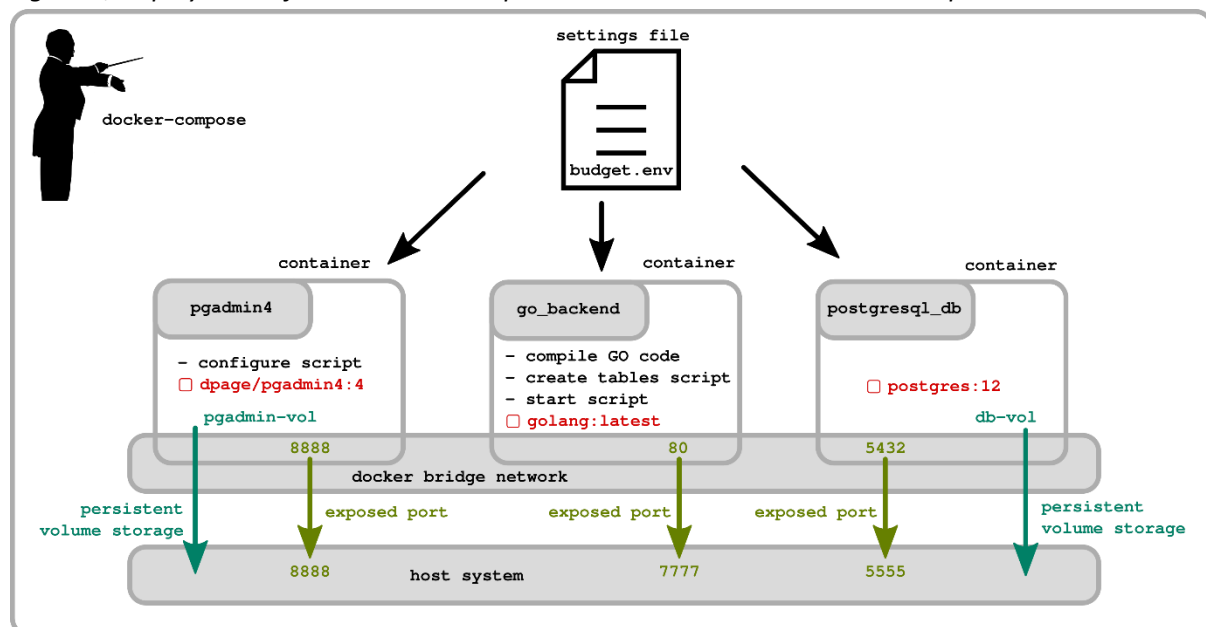 settings file
docker-compose
budget.env
container
container
container
pgadmin4
go_backend
postgresql_db
- configure script
dpage/pgadmin4:4
pgadmin-vol
- compile GO code
- create tables script
- start script
golang:latest
postgres:12
db-vol
8888
80
5432
docker bridge network
persistent
volume storage
exposed port
exposed port
exposed port
persistent
volume storage
8888
host system
7777
5555